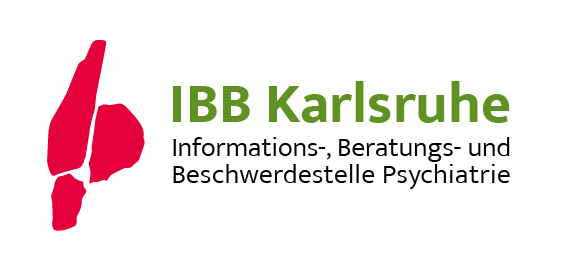 IBB Karlsruhe
Informations-, Beratungs- und
Beschwerdestelle Psychiatrie